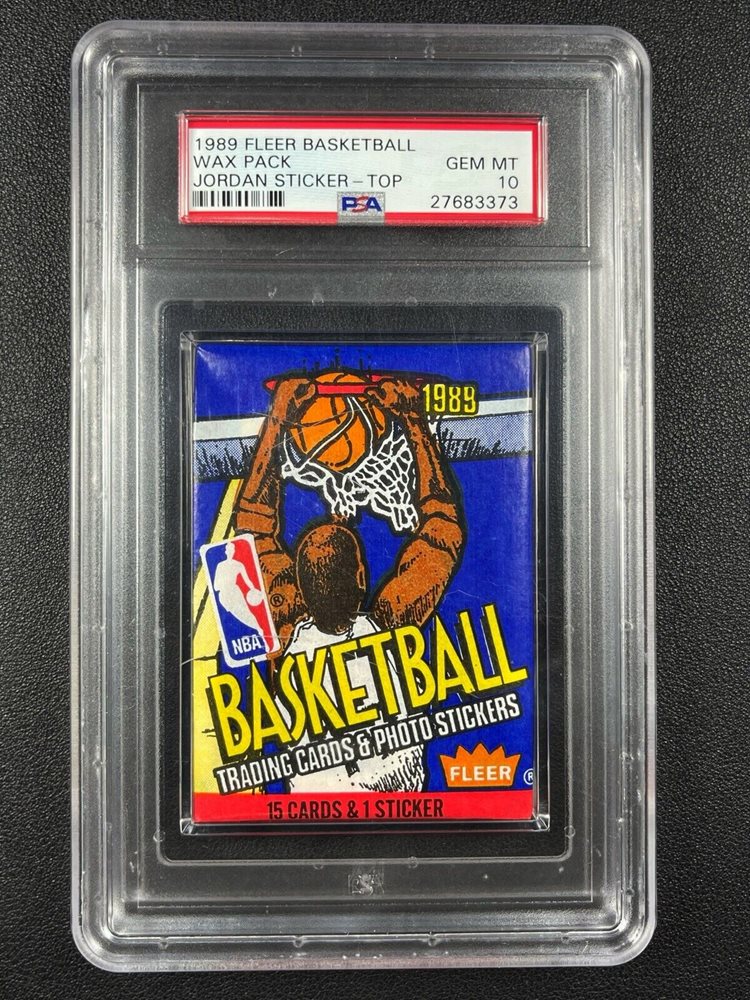 1989 FLEER BASKETBALL
WAX PACK GEM MT
JORDAN STICKER-TOP 10
PSA 27683373
1989
NBA ®
BASKETBALL
TRADING CARDS & PHOTO STICKERS
FLEER ®
15 CARDS & 1 STICKER
PSA